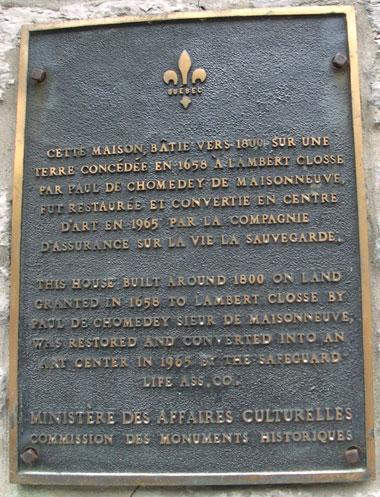 QUEBEC
CETTE MAISON, BÂTIE VERS 1800, SUR UNE
TERRE CONCÉDÉE EN 1658 À LAMBERT CLOSSE
PAR PAUL DE CHOMEDEY DE MAISONNEUVE,
FUT RESTAURÉE ET CONVERTIE EN CENTRE
D'ART EN 1965 PAR LA COMPAGNIE
D'ASSURANCE SUR LA VIE LA SAUVEGARDE.
THIS HOUSE BUILT AROUND 1800 ON LAND
GRANTED IN 1658 TO LAMBERT CLOSSE BY
PAUL DE CHOMEDEY SIEUR DE MAISONNEUVE,
WAS RESTORED AND CONVERTED INTO AN
ART CENTER IN 1965 BY THE SAFEGUARD
LIFE ASS. CO.
MINISTÈRE DES AFFAIRES CULTURELLES
COMMISSION DES MONUMENTS HISTORIQUES